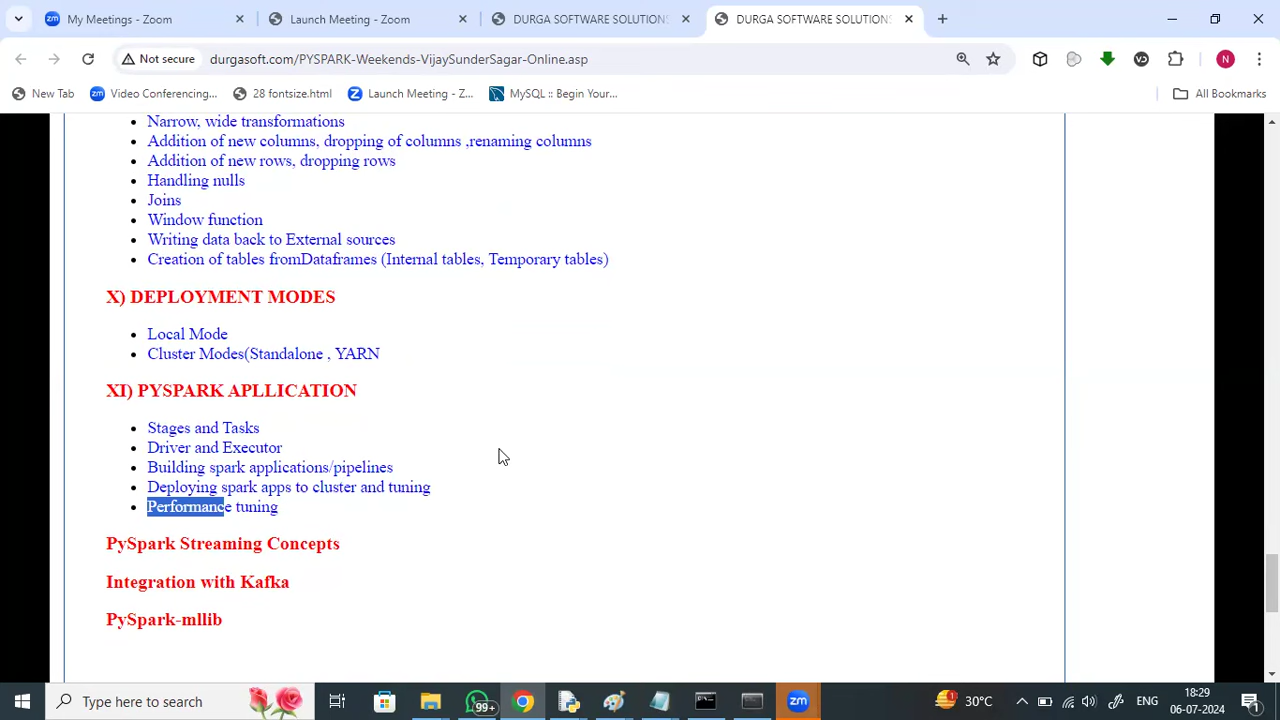 My Meetings - Zoom
Launch Meeting - Zoom
DURGA SOFTWARE SOLUTIONS
DURGA SOFTWARE SOLUTIONS
Not secure
durgasoft.com/PYSPARK-Weekends-VijaySunderSagar-Online.asp
N
New Tab
Video Conferencing...
28 fontsize.html
Launch Meeting - Z...
MySQL :: Begin Your...
All Bookmarks
Narrow, wide transformations
Addition of new columns, dropping of columns ,renaming columns
Addition of new rows, dropping rows
Handling nulls
Joins
Window function
Writing data back to External sources
Creation of tables fromDataframes (Internal tables, Temporary tables)
X) DEPLOYMENT MODES
Local Mode
Cluster Modes(Standalone , YARN
XI) PYSPARK APLLICATION
Stages and Tasks
Driver and Executor
Building spark applications/pipelines
Deploying spark apps to cluster and tuning
Performance tuning
PySpark Streaming Concepts
Integration with Kafka
PySpark-mllib
Type here to search
99+
zm
1
30°C
ENG
18:29
06-07-2024
1